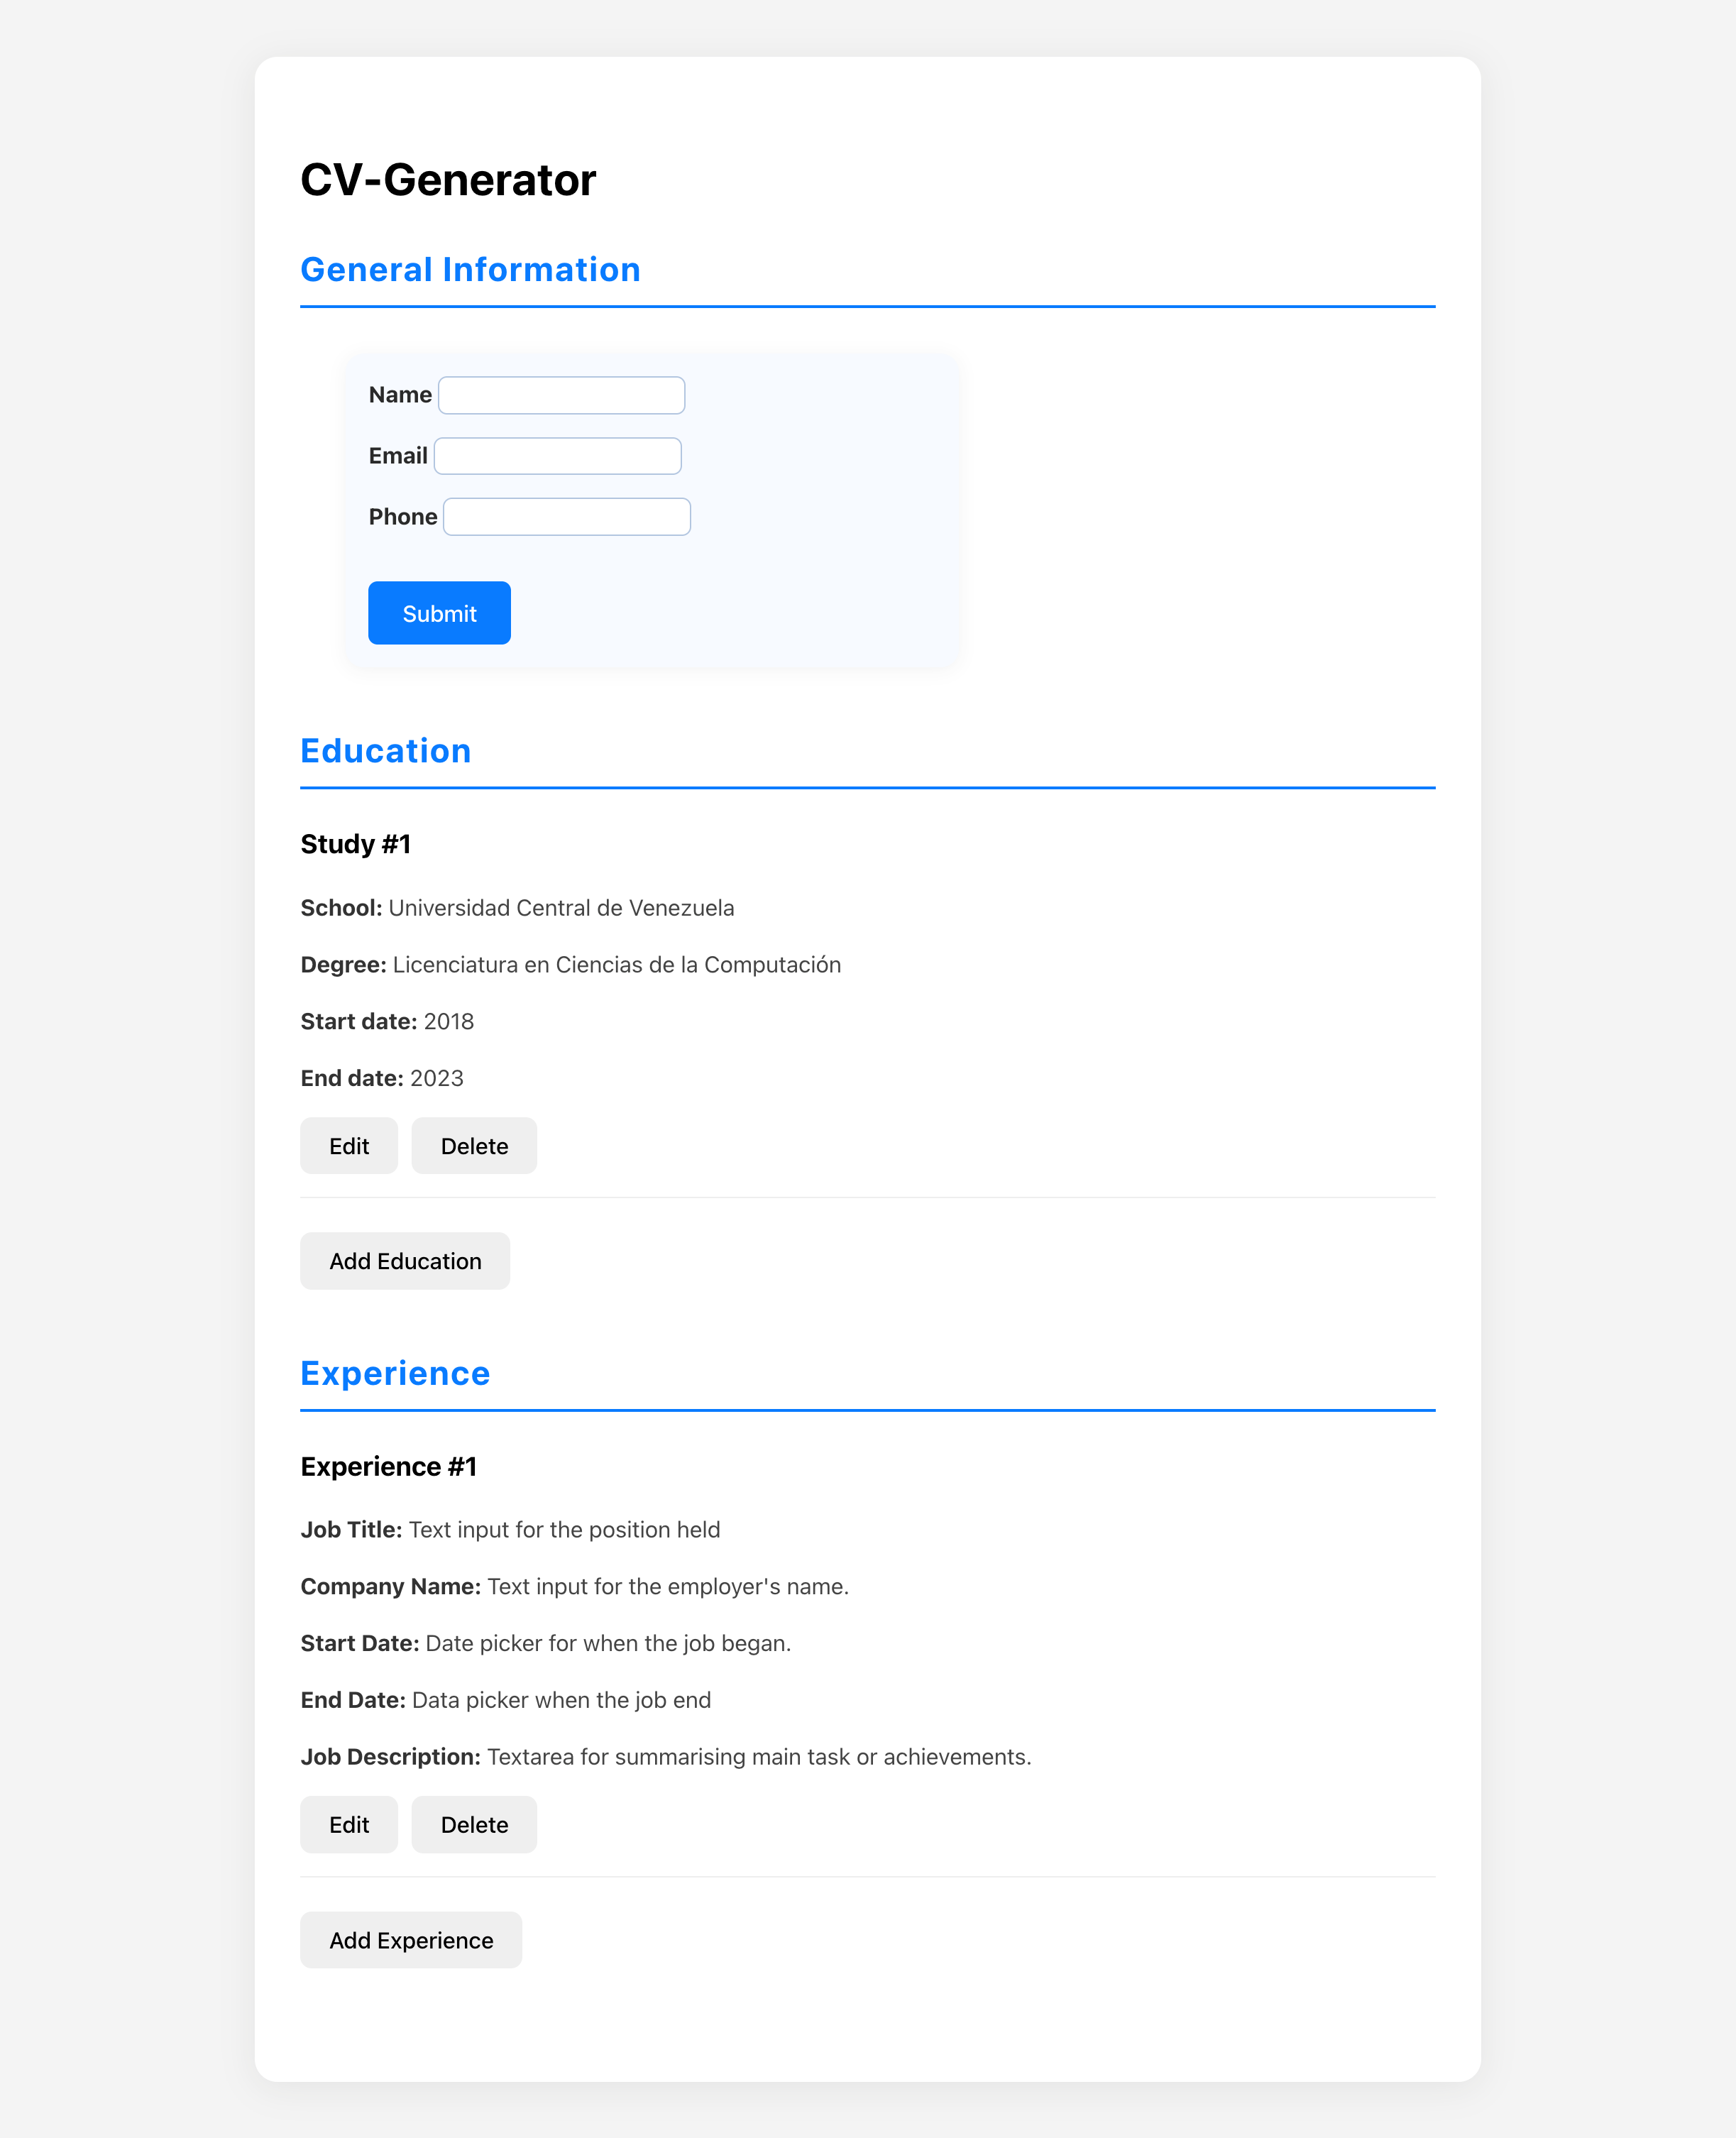 CV-Generator
General Information
Name
Email
Phone
Submit
Education
Study #1
School: Universidad Central de Venezuela
Degree: Licenciatura en Ciencias de la Computación
Start date: 2018
End date: 2023
Edit Delete
Add Education
Experience
Experience #1
Job Title: Text input for the position held
Company Name: Text input for the employer's name.
Start Date: Date picker for when the job began.
End Date: Data picker when the job end
Job Description: Textarea for summarising main task or achievements.
Edit Delete
Add Experience